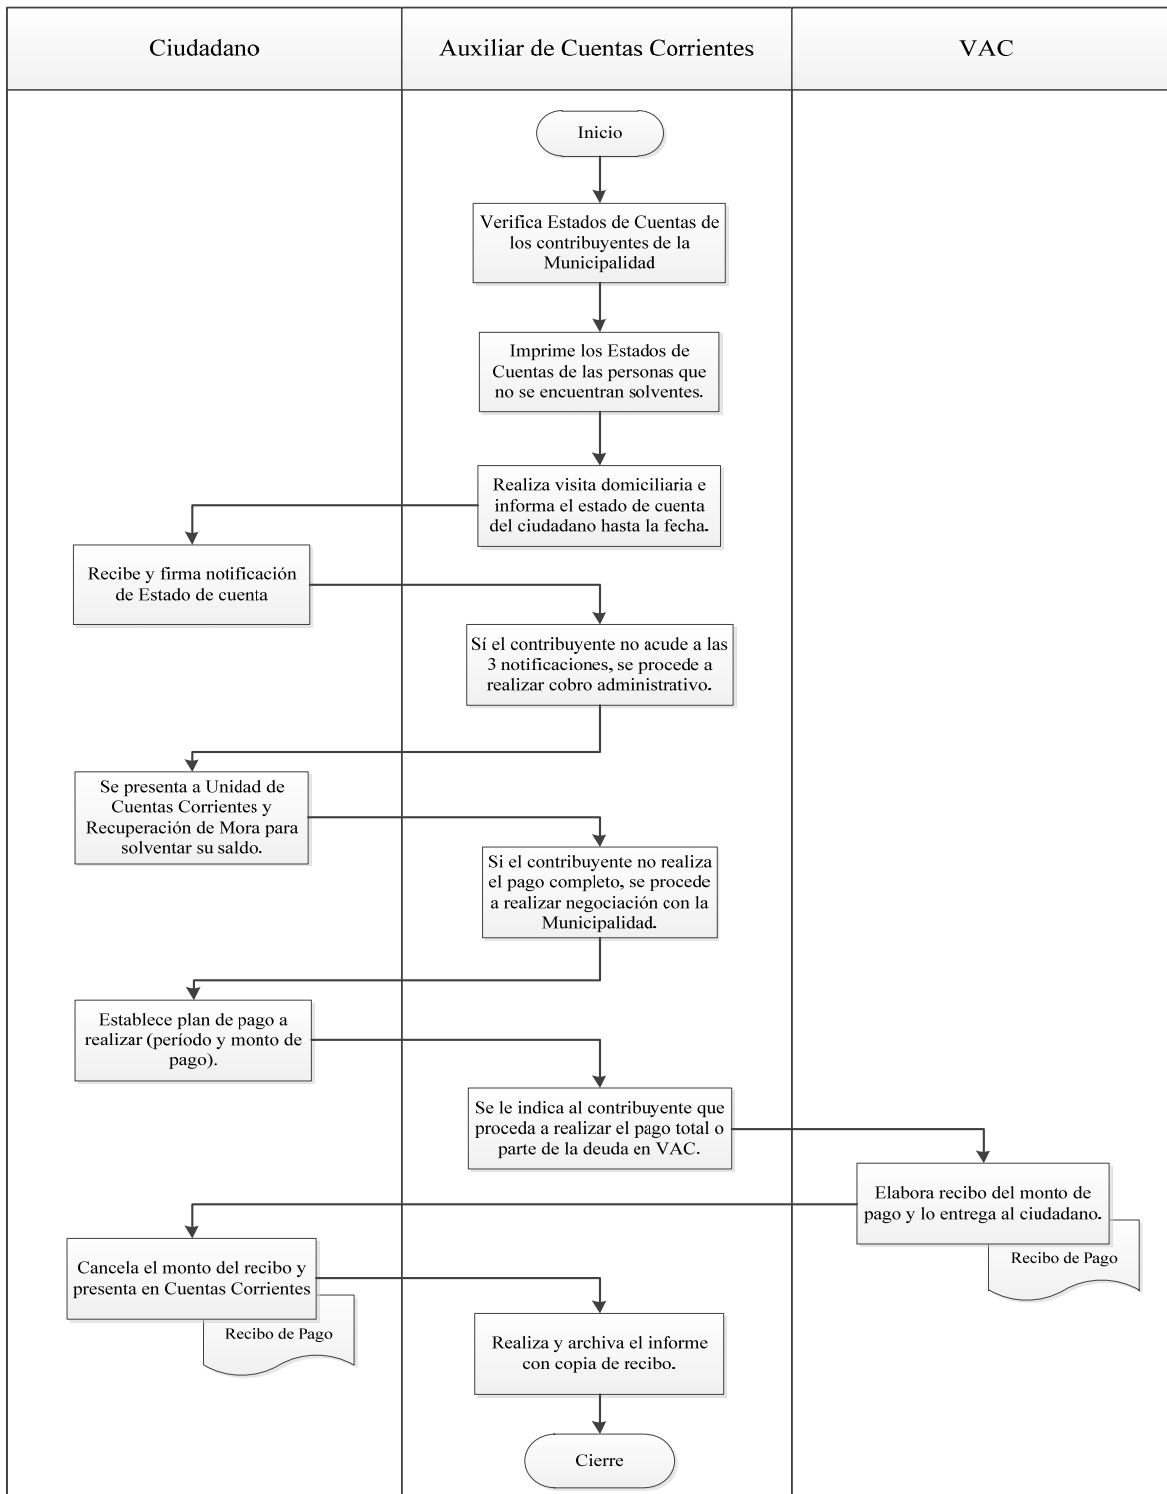 Ciudadano
Auxiliar de Cuentas Corrientes
VAC
Inicio
Verifica Estados de Cuentas de
los contribuyentes de la
Municipalidad
Imprime los Estados de
Cuentas de las personas que
no se encuentran solventes.
Realiza visita domiciliaria e
informa el estado de cuenta
del ciudadano hasta la fecha.
Recibe y firma notificación
de Estado de cuenta
Sí el contribuyente no acude a las
3 notificaciones, se procede a
realizar cobro administrativo.
Se presenta a Unidad de
Cuentas Corrientes y
Recuperación de Mora para
solventar su saldo.
Si el contribuyente no realiza
el pago completo, se procede
a realizar negociación con la
Municipalidad.
Establece plan de pago a
realizar (período y monto de
pago).
Se le indica al contribuyente que
proceda a realizar el pago total o
parte de la deuda en VAC.
Elabora recibo del monto de
pago y lo entrega al ciudadano.
Recibo de Pago
Cancela el monto del recibo y
presenta en Cuentas Corrientes
Recibo de Pago
Realiza y archiva el informe
con copia de recibo.
Cierre